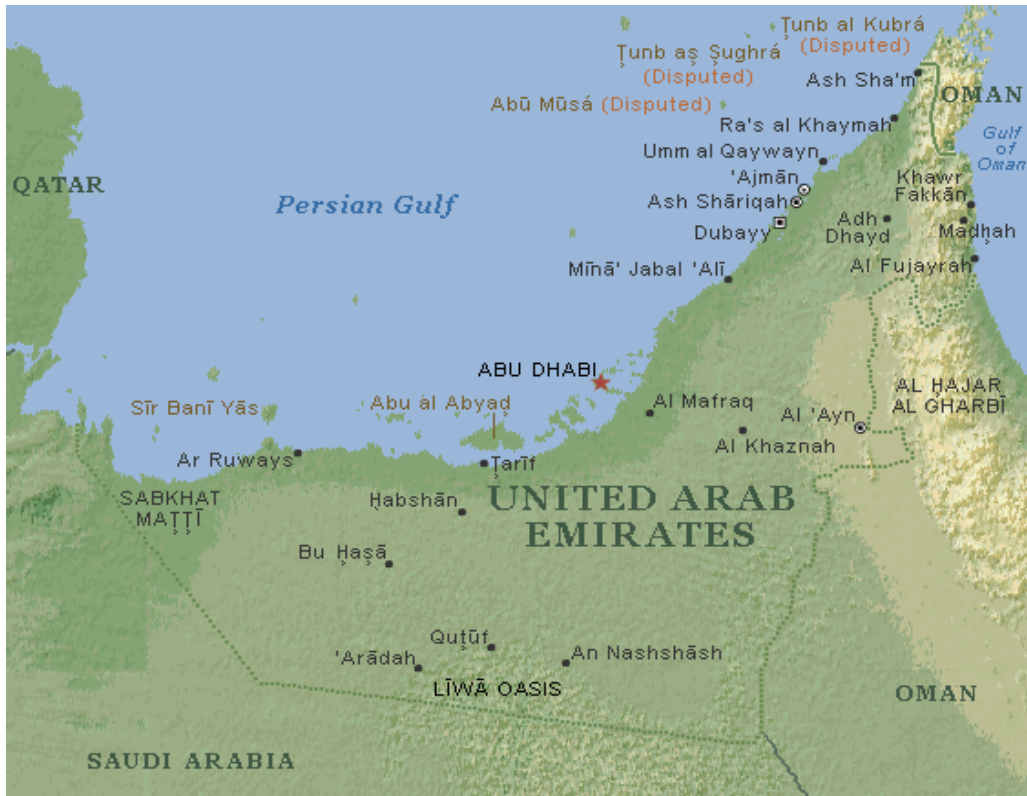 Ţunb al Kubrá
(Disputed)
Ţunb aş Şughrá
(Disputed)
Ash Sha'm
OMAN
Abū Mūsá (Disputed)
Ra's al Khaymah
Gulf
of
Oman
Umm al Qaywayn
QATAR
'Ajmān
Khawr
Fakkān
Persian Gulf
Ash Shāriqah
Adh
Dhayd
Dubayy
Madḩah
Mīnā' Jabal 'Alī
Al Fujayrah
ABU DHABI
AL ḨAJAR
AL GHARBĪ
Sīr Banī Yās
Abu al Abyaḑ
Al Mafraq
Al 'Ayn
Al Khaznah
Ar Ruways
Ţarīf
SABKHAT
MAŢŢĪ
Ḩabshān
UNITED ARAB
EMIRATES
Bu Ḩaşā
Quţūf
'Arādah
An Nashshāsh
LĪWĀ OASIS
OMAN
SAUDI ARABIA